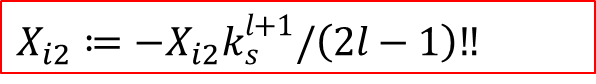 $X_{i2} := -X_{i2} k_s^{l+1} / (2l-1)!!$